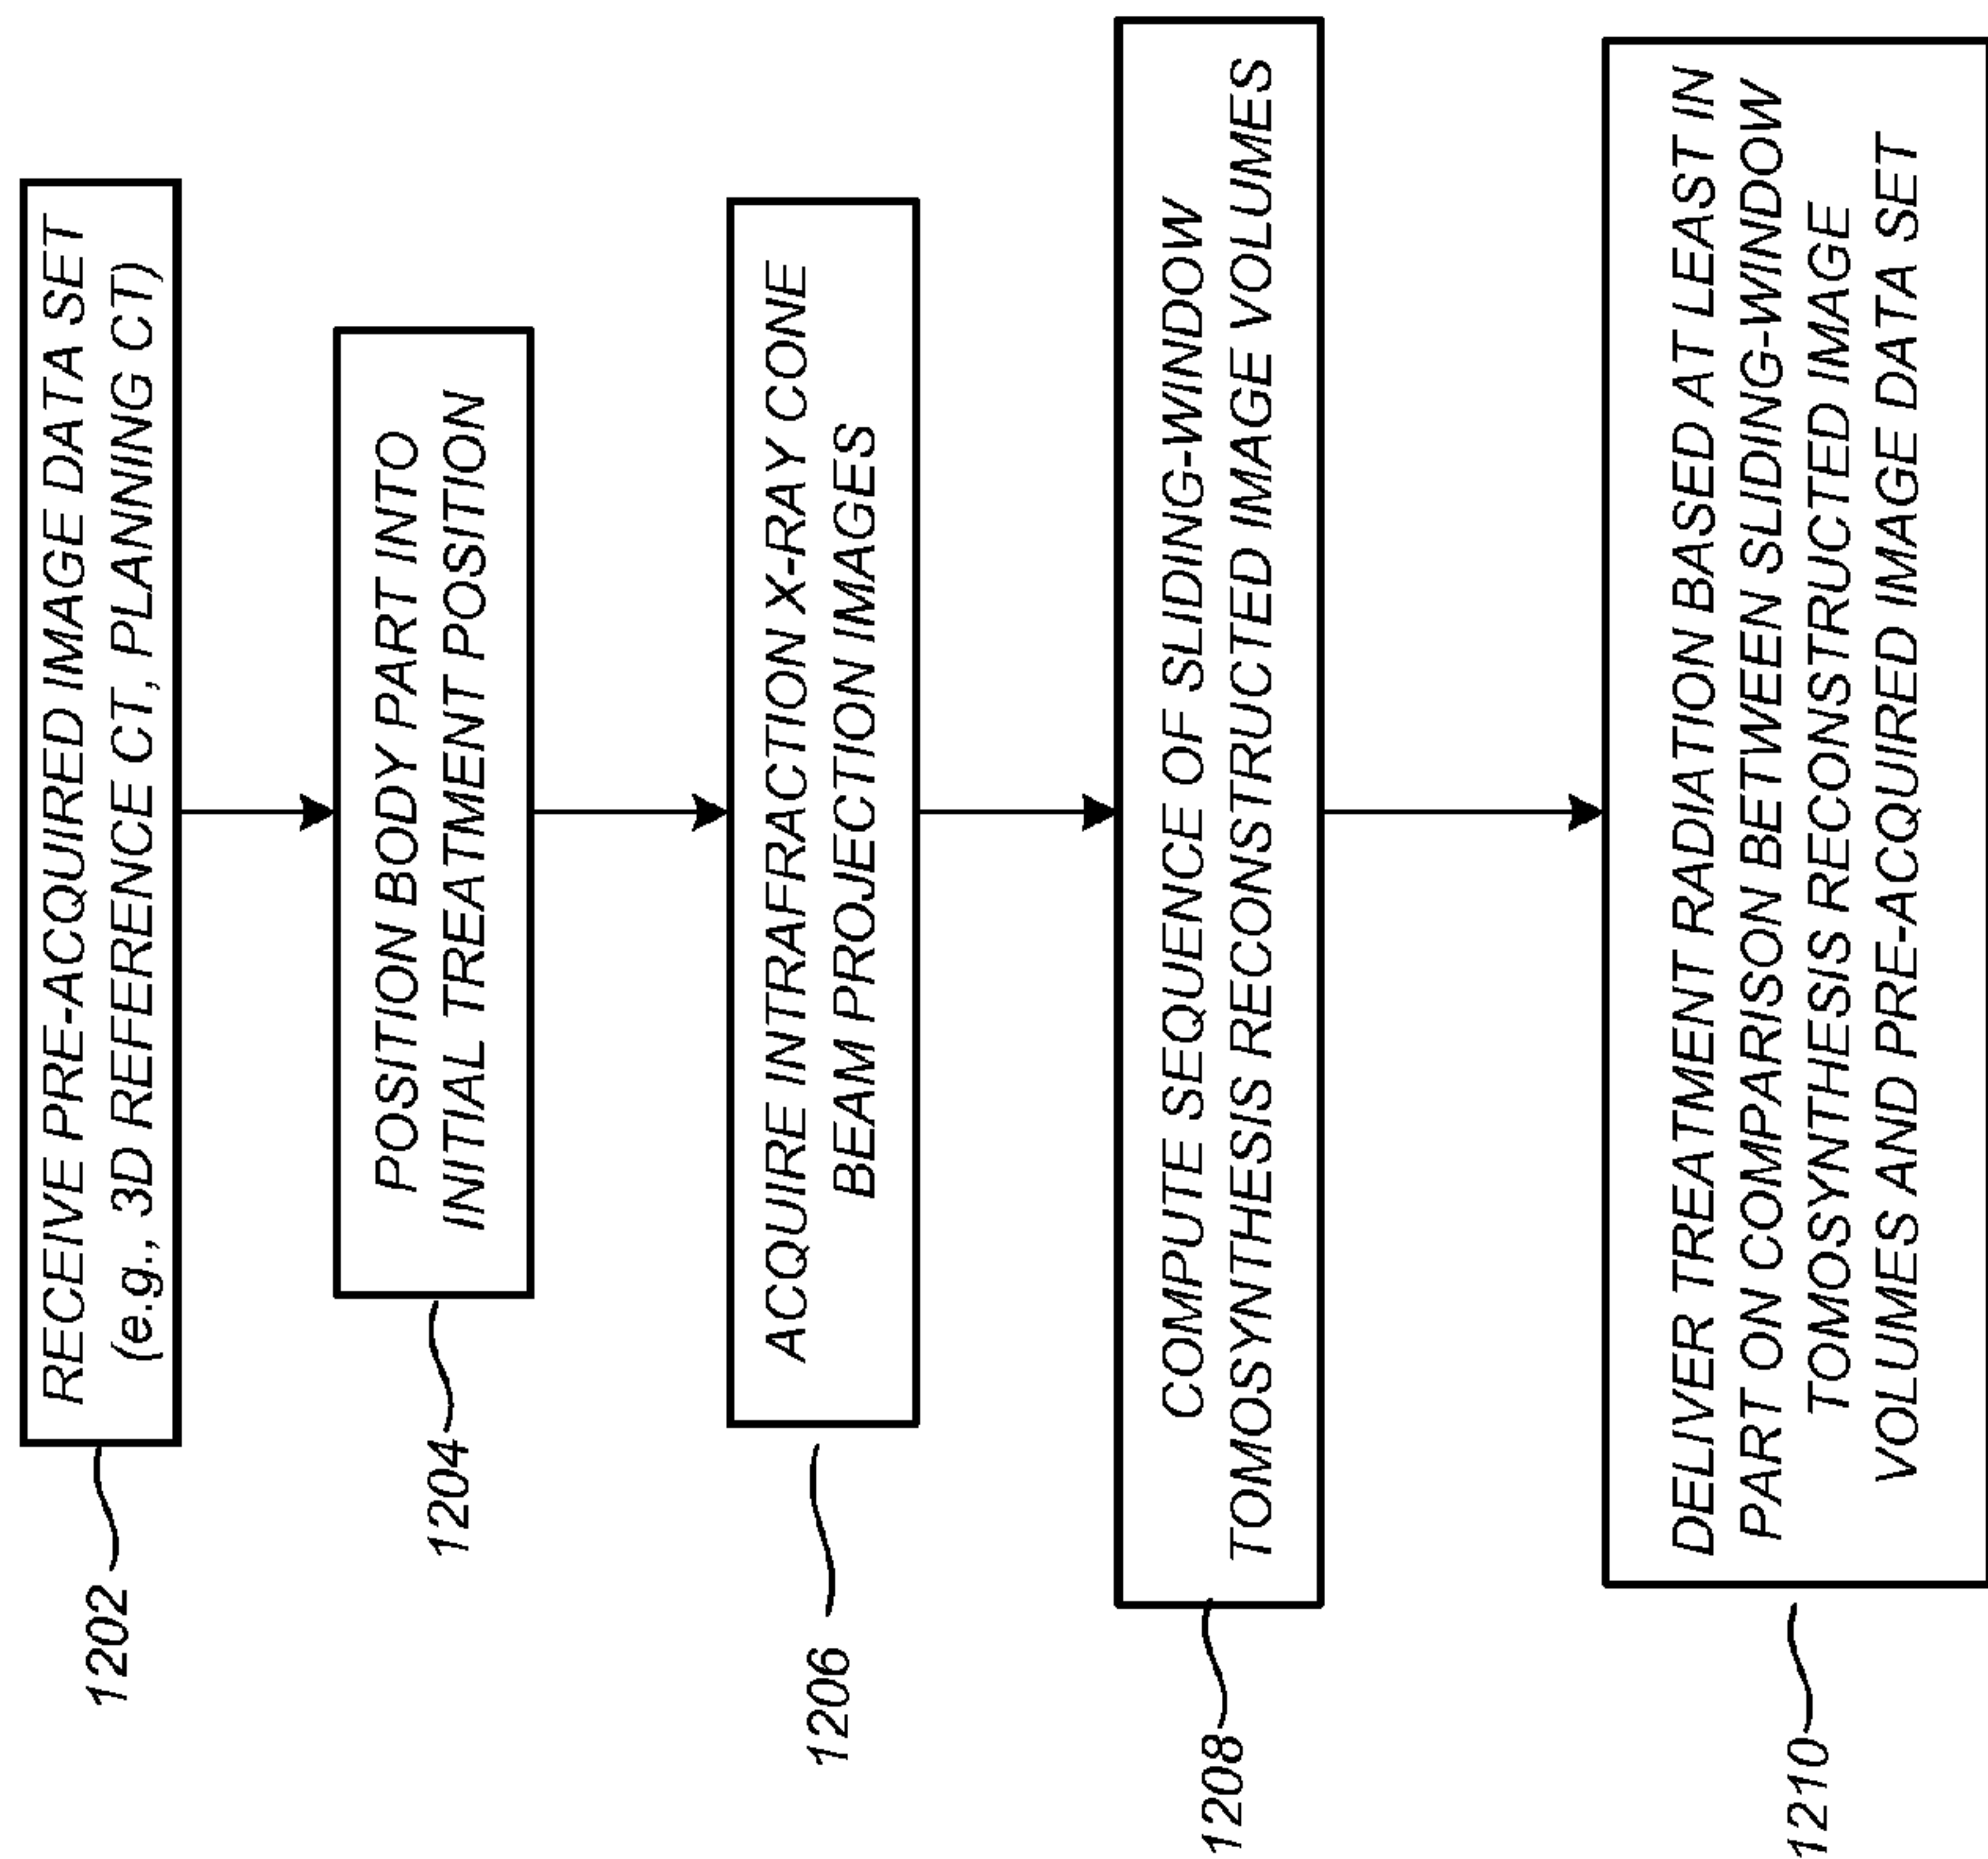 RECEIVE PRE-ACQUIRED IMAGE DATA SET
(e.g., 3D REFERENCE CT, PLANNING CT)
1202
POSITION BODY PART INTO
INITIAL TREATMENT POSITION
1204
ACQUIRE INTRAFRACTION X-RAY CONE
BEAM PROJECTION IMAGES
1206
COMPUTE SEQUENCE OF SLIDING-WINDOW
TOMOSYNTHESIS RECONSTRUCTED IMAGE VOLUMES
1208
DELIVER TREATMENT RADIATION BASED AT LEAST IN
PART ON COMPARISON BETWEEN SLIDING-WINDOW
TOMOSYNTHESIS RECONSTRUCTED IMAGE
VOLUMES AND PRE-ACQUIRED IMAGE DATA SET
1210